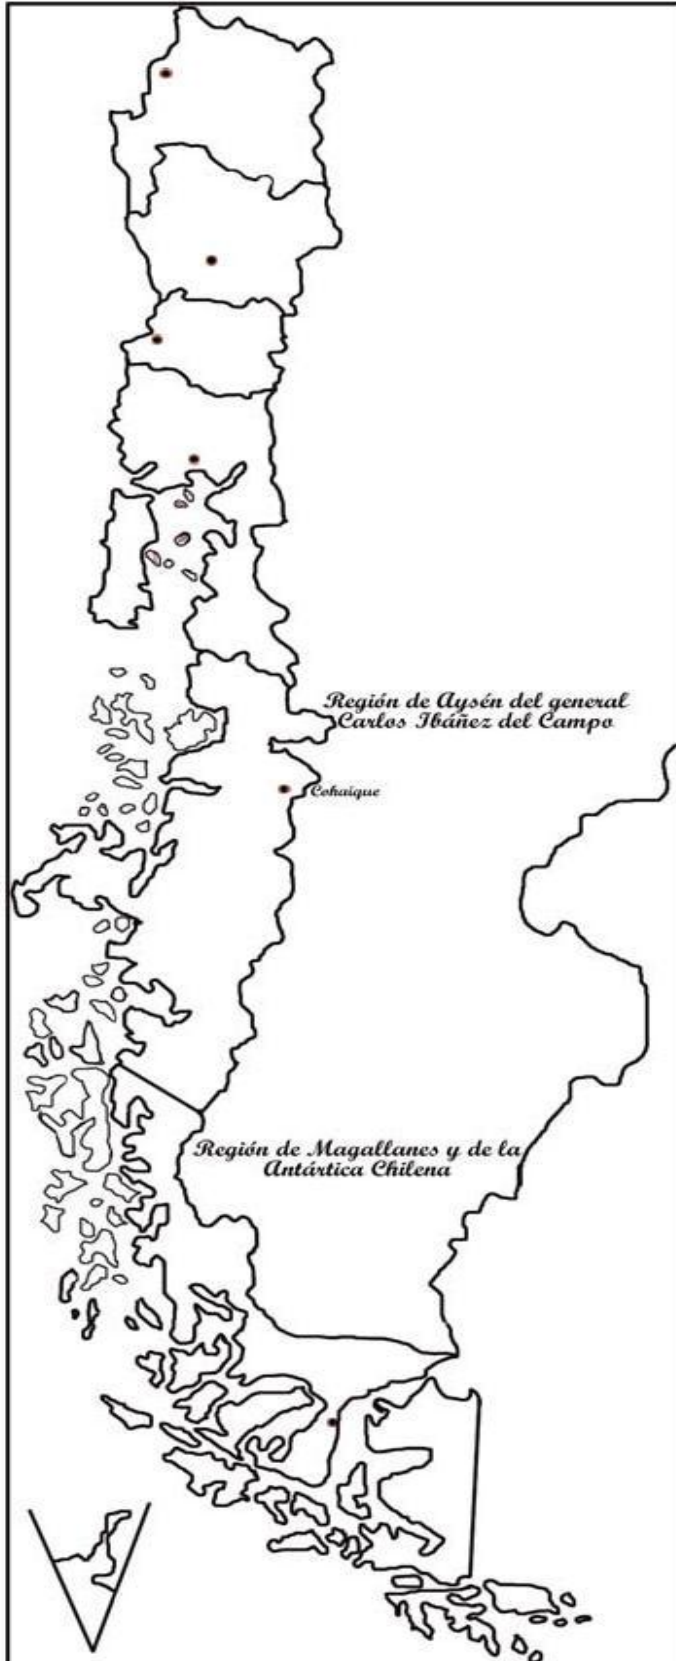 Región de Aysén del general
Carlos Ibáñez del Campo
Cohaique
Región de Magallanes y de la
Antártica Chilena